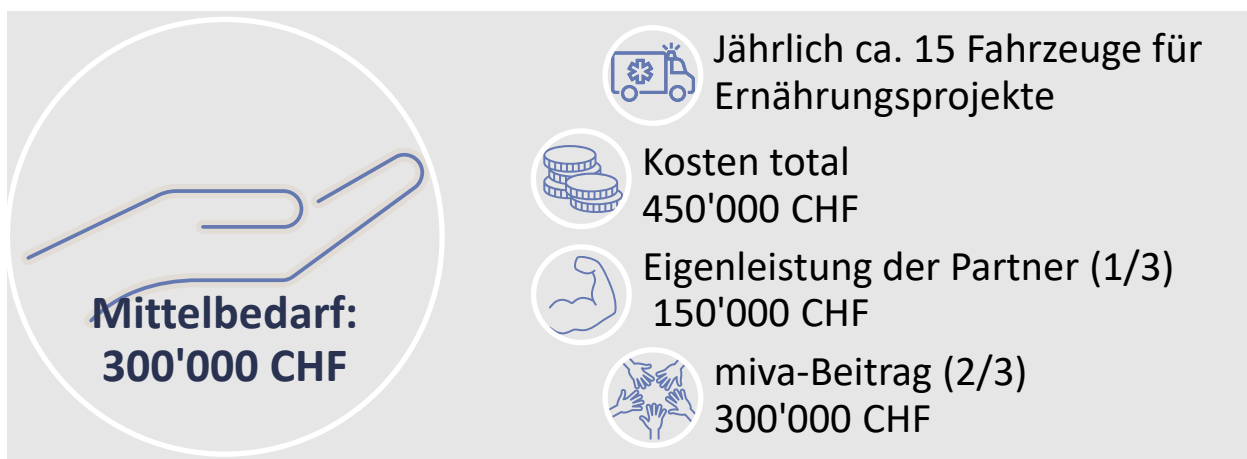 Jährlich ca. 15 Fahrzeuge für
Ernährungsprojekte
Kosten total
450'000 CHF
Eigenleistung der Partner (1/3)
150'000 CHF
miva-Beitrag (2/3)
300'000 CHF
Mittelbedarf:
300'000 CHF